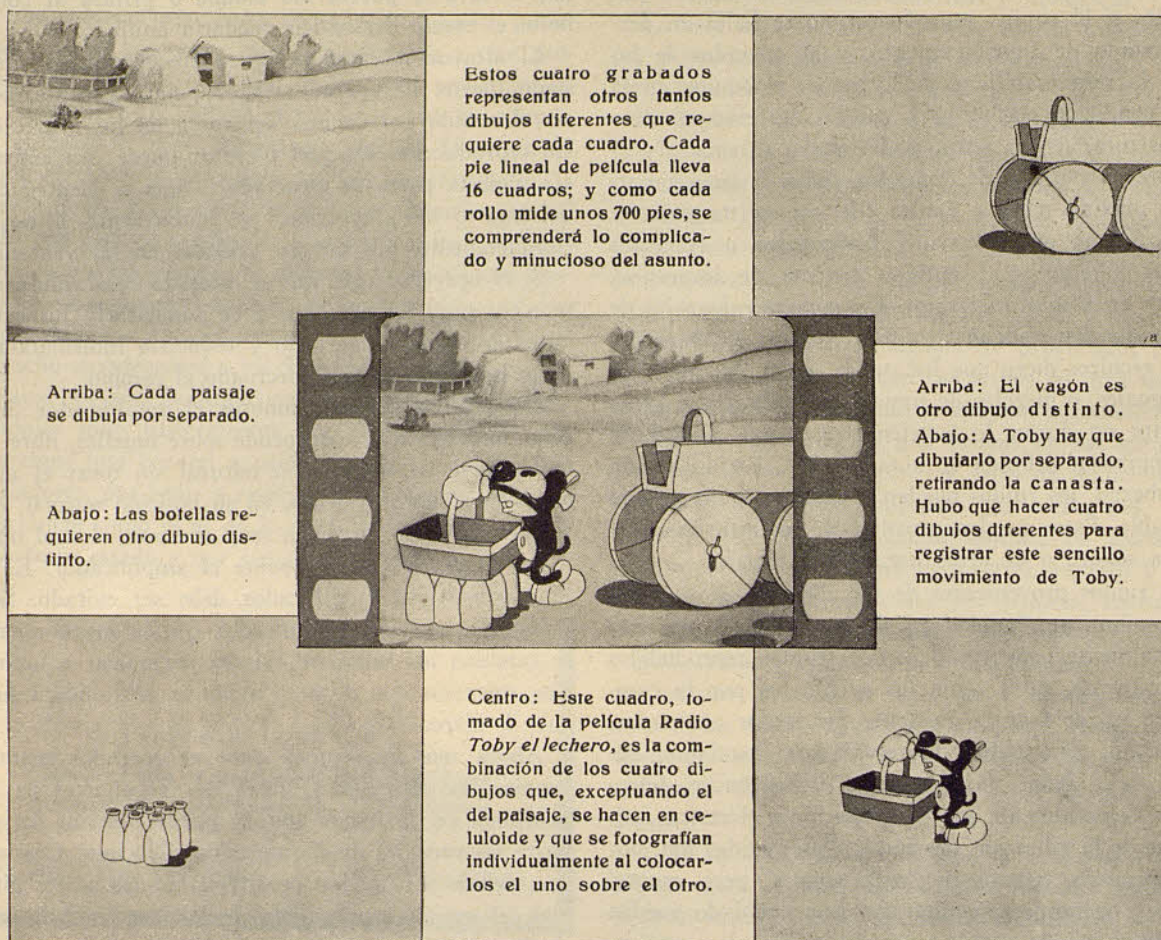 Estos cuatro grabados
representan otros tantos
dibujos diferentes que re-
quiere cada cuadro. Cada
pie lineal de película lleva
16 cuadros; y como cada
rollo mide unos 700 pies, se
comprenderá lo complica-
do y minucioso del asunto.
Arriba: Cada paisaje
se dibuja por separado.
Abajo: Las botellas re-
quieren otro dibujo dis-
tinto.
Arriba: El vagón es
otro dibujo distinto.
Abajo: A Toby hay que
dibujarlo por separado,
retirando la canasta.
Hubo que hacer cuatro
dibujos diferentes para
registrar este sencillo
movimiento de Toby.
Centro: Este cuadro, to-
mado de la película Radio
Toby el lechero, es la com-
binación de los cuatro di-
bujos que, exceptuando el
del paisaje, se hacen en ce-
luloide y que se fotografían
individualmente al colocar-
los el uno sobre el otro.